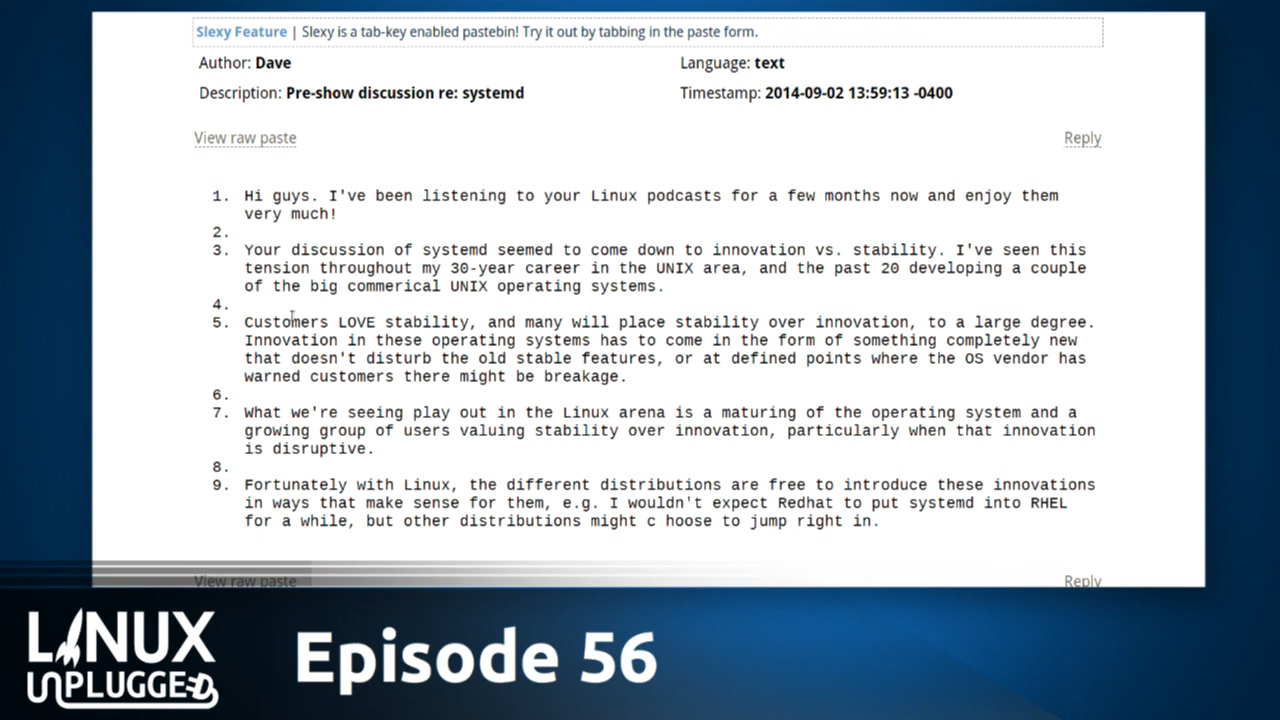 Slexy Feature | Slexy is a tab-key enabled pastebin! Try it out by tabbing in the paste form.
Author: Dave
Language: text
Description: Pre-show discussion re: systemd
Timestamp: 2014-09-02 13:59:13 -0400
View raw paste
Reply
1. Hi guys. I've been listening to your Linux podcasts for a few months now and enjoy them
very much!
2.
3. Your discussion of systemd seemed to come down to innovation vs. stability. I've seen this
tension throughout my 30-year career in the UNIX area, and the past 20 developing a couple
of the big commerical UNIX operating systems.
4.
5. Customers LOVE stability, and many will place stability over innovation, to a large degree.
Innovation in these operating systems has to come in the form of something completely new
that doesn't disturb the old stable features, or at defined points where the OS vendor has
warned customers there might be breakage.
6.
7. What we're seeing play out in the Linux arena is a maturing of the operating system and a
growing group of users valuing stability over innovation, particularly when that innovation
is disruptive.
8.
9. Fortunately with Linux, the different distributions are free to introduce these innovations
in ways that make sense for them, e.g. I wouldn't expect Redhat to put systemd into RHEL
for a while, but other distributions might c hoose to jump right in.
View raw paste
Reply
LINUX
UNPLUGGED
Episode 56